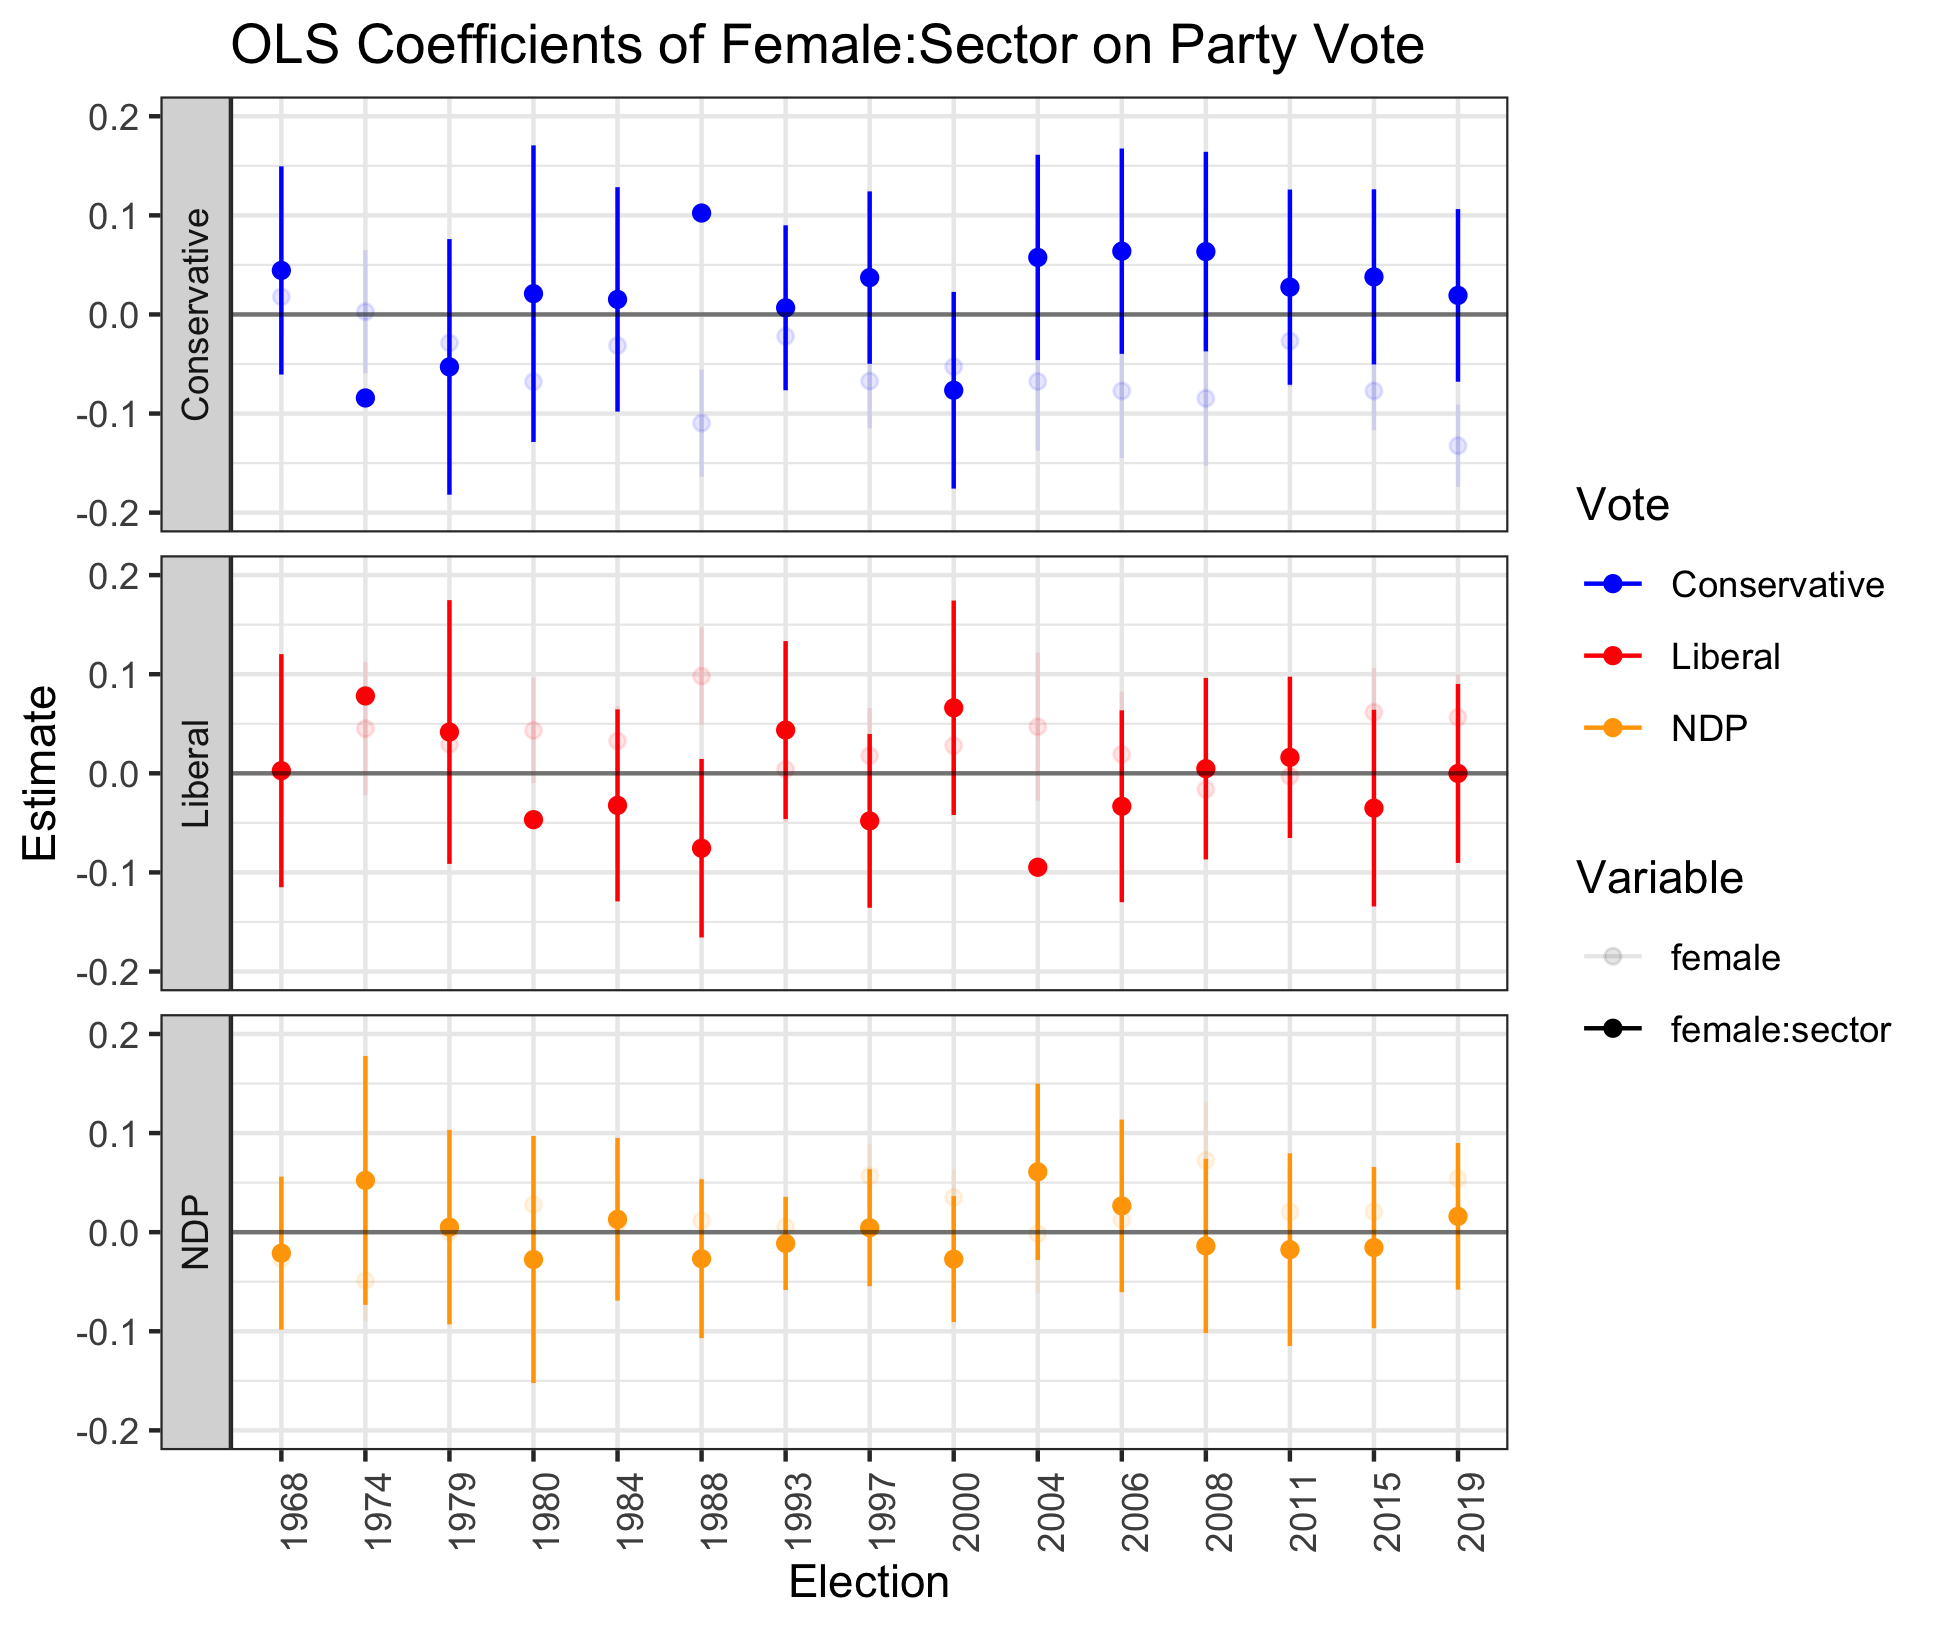 OLS Coefficients of Female:Sector on Party Vote
Estimate
Conservative
0.2
0.1
0.0
-0.1
-0.2
Liberal
0.2
0.1
0.0
-0.1
-0.2
NDP
0.2
0.1
0.0
-0.1
-0.2
1968 1974 1979 1980 1984 1988 1993 1997 2000 2004 2006 2008 2011 2015 2019
Election
Vote
Conservative
Liberal
NDP
Variable
female
female:sector